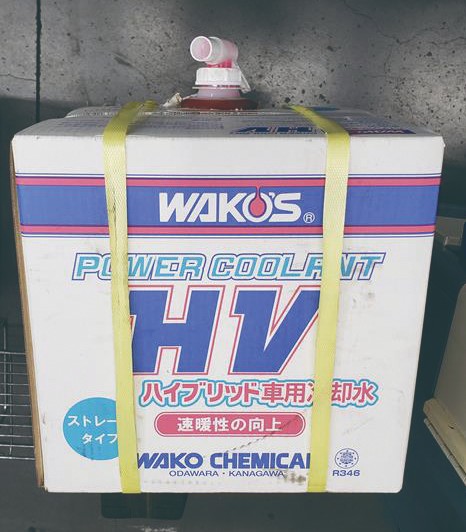 WAKO'S®
POWER COOLANT
HV
ハイブリッド車用冷却水
ストレート
タイプ
速暖性の向上
WAKO CHEMICAL
ODAWARA・KANAGAWA
R346